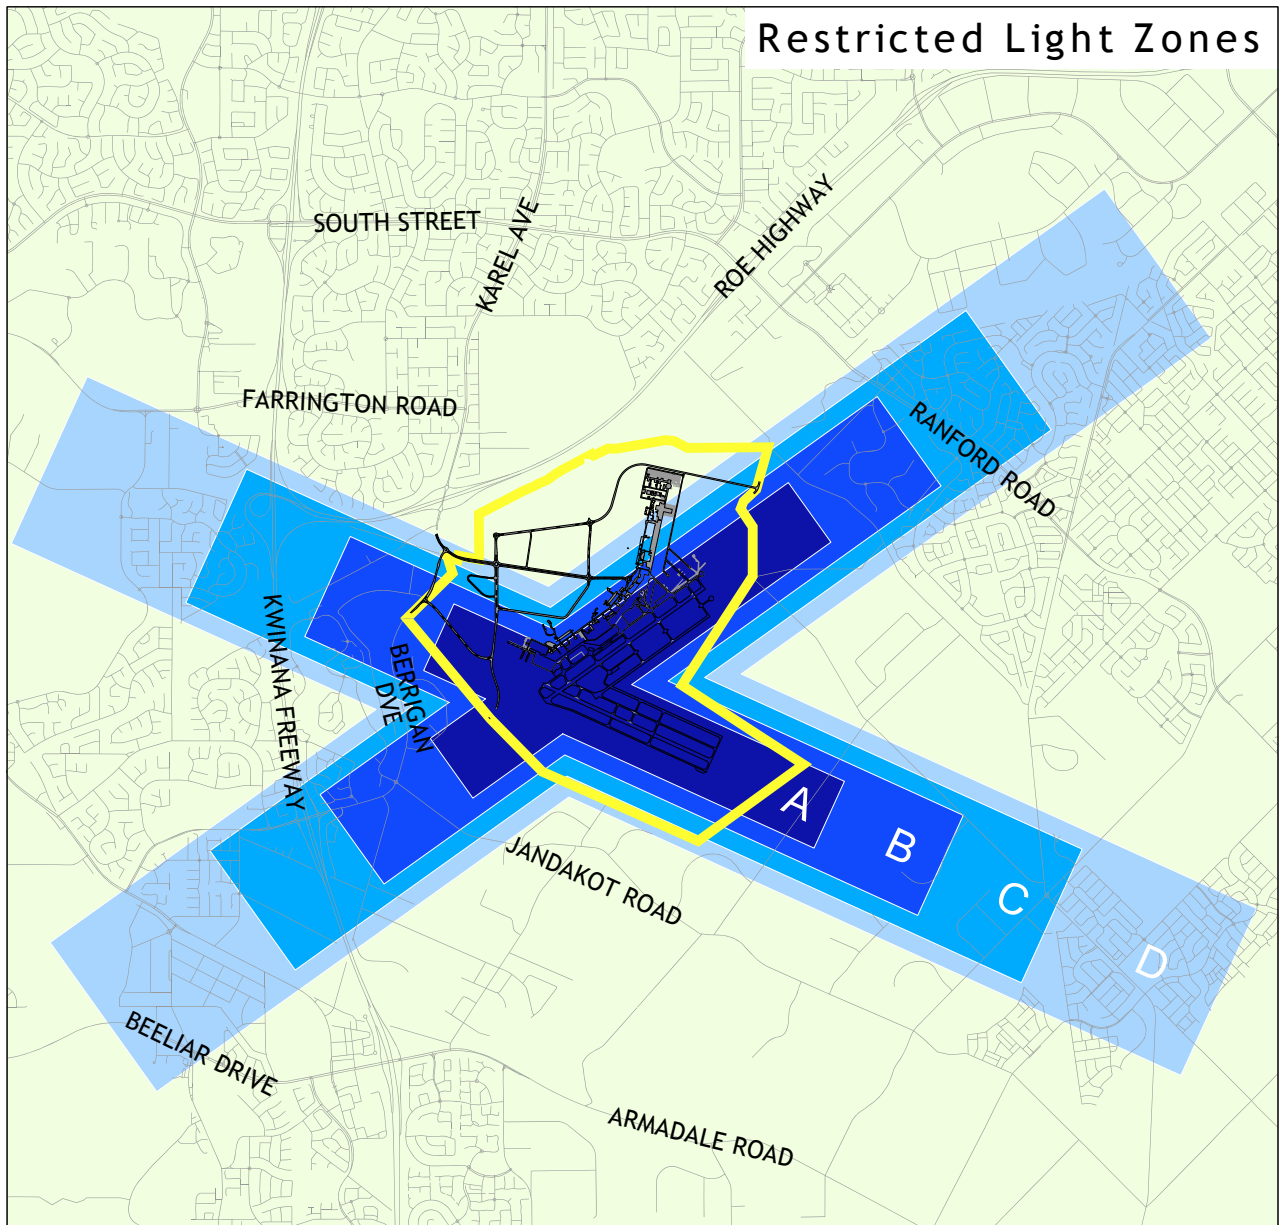 Restricted Light Zones
SOUTH STREET
KAREL AVE
ROE HIGHWAY
FARRINGTON ROAD
RANFORD ROAD
KWINANA FREEWAY
BERRIGAN
DVE
A
B
C
D
JANDAKOT ROAD
BEELIAR DRIVE
ARMADALE ROAD